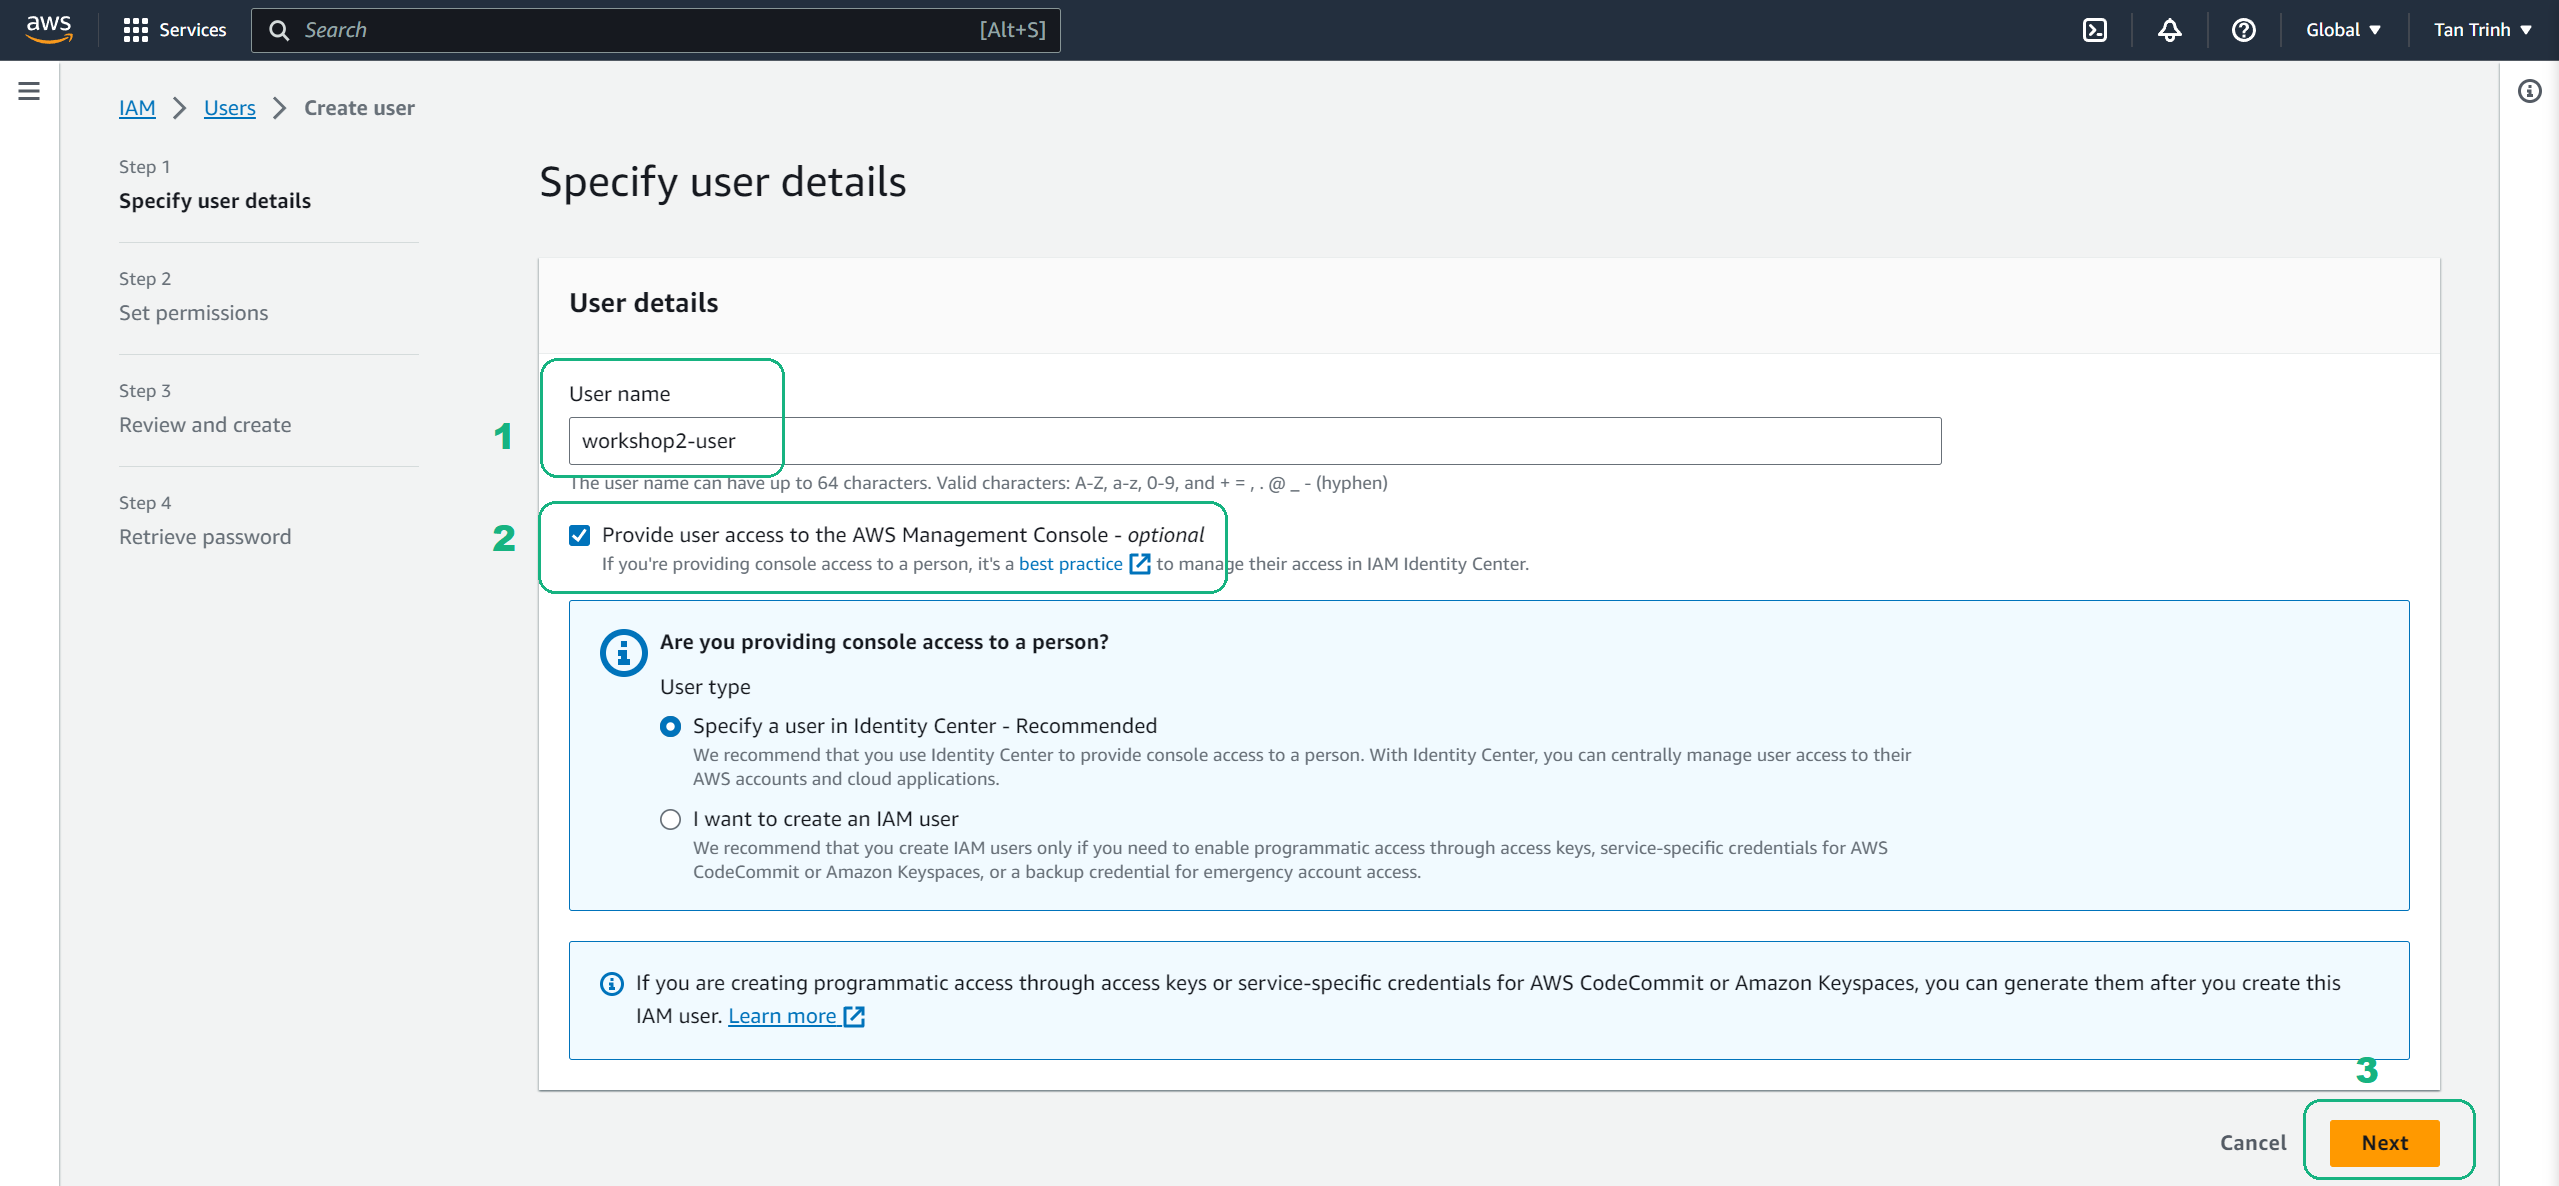 aws Services Search [Alt+S] Global Tan Trinh
IAM Users Create user
Step 1
Specify user details
Step 2
Set permissions
Step 3
Review and create
Step 4
Retrieve password
Specify user details
User details
User name
1
workshop2-user
The user name can have up to 64 characters. Valid characters: A-Z, a-z, 0-9, and + = , . @ _ - (hyphen)
2
Provide user access to the AWS Management Console - optional
If you're providing console access to a person, it's a best practice to manage their access in IAM Identity Center.
Are you providing console access to a person?
User type
Specify a user in Identity Center - Recommended
We recommend that you use Identity Center to provide console access to a person. With Identity Center, you can centrally manage user access to their
AWS accounts and cloud applications.
I want to create an IAM user
We recommend that you create IAM users only if you need to enable programmatic access through access keys, service-specific credentials for AWS
CodeCommit or Amazon Keyspaces, or a backup credential for emergency account access.
If you are creating programmatic access through access keys or service-specific credentials for AWS CodeCommit or Amazon Keyspaces, you can generate them after you create this
IAM user. Learn more
3
Cancel Next